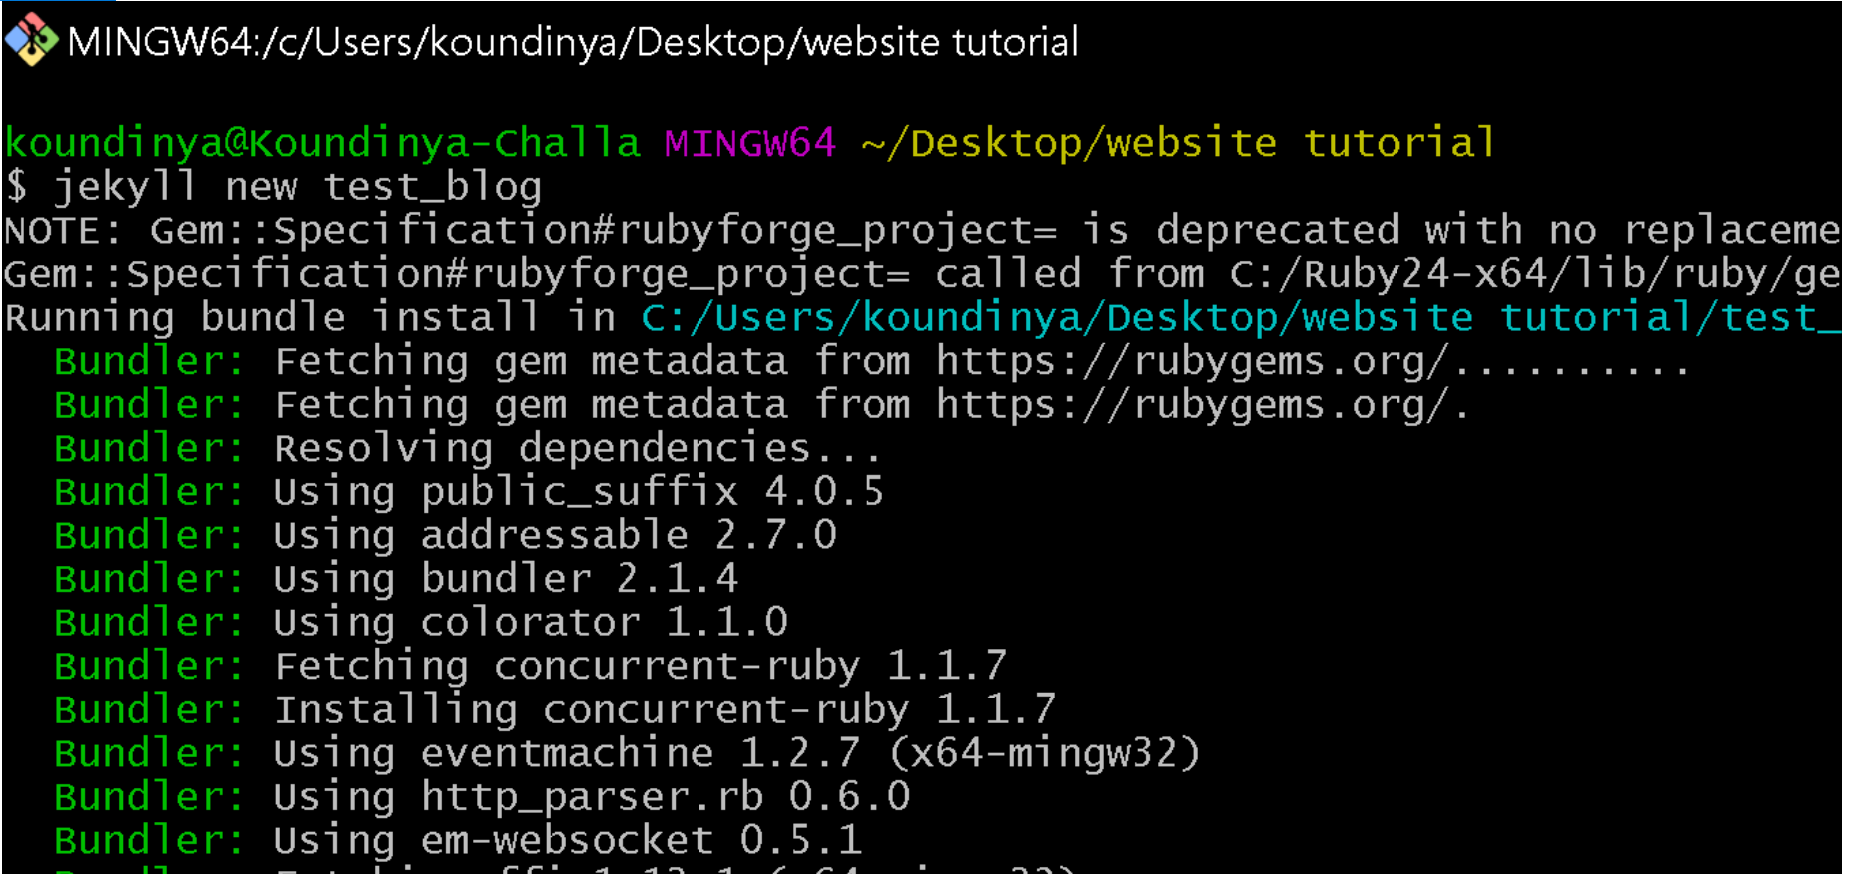 MINGW64:/c/Users/koundinya/Desktop/website tutorial
koundinya@Koundinya-Challa MINGW64 ~/Desktop/website tutorial
$ jekyll new test_blog
NOTE: Gem::Specification#rubyforge_project= is deprecated with no replaceme
Gem::Specification#rubyforge_project= called from C:/Ruby24-x64/lib/ruby/ge
Running bundle install in C:/Users/koundinya/Desktop/website tutorial/test_
Bundler: Fetching gem metadata from https://rubygems.org/..........
Bundler: Fetching gem metadata from https://rubygems.org/.
Bundler: Resolving dependencies...
Bundler: Using public_suffix 4.0.5
Bundler: Using addressable 2.7.0
Bundler: Using bundler 2.1.4
Bundler: Using colorator 1.1.0
Bundler: Fetching concurrent-ruby 1.1.7
Bundler: Installing concurrent-ruby 1.1.7
Bundler: Using eventmachine 1.2.7 (x64-mingw32)
Bundler: Using http_parser.rb 0.6.0
Bundler: Using em-websocket 0.5.1